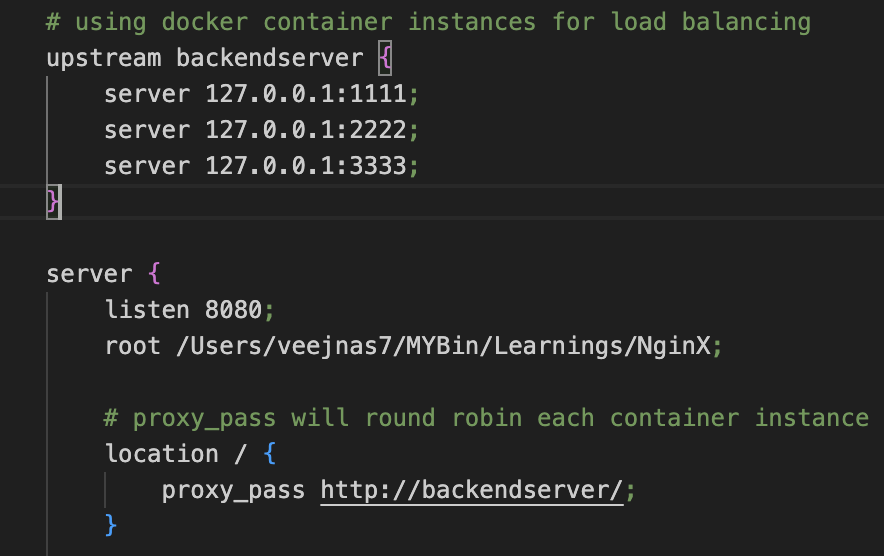 # using docker container instances for load balancing
upstream backendserver {
    server 127.0.0.1:1111;
    server 127.0.0.1:2222;
    server 127.0.0.1:3333;
}
server {
    listen 8080;
    root /Users/veejnas7/MYBin/Learnings/NginX;
    # proxy_pass will round robin each container instance
    location / {
        proxy_pass http://backendserver/;
    }